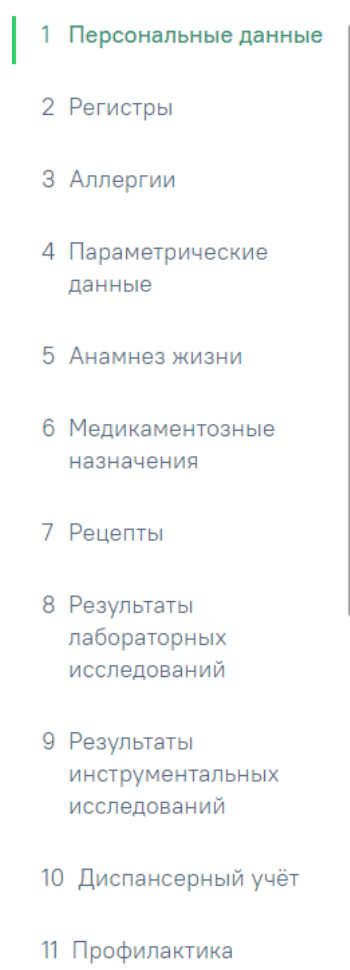 1 Персональные данные
2 Регистры
3 Аллергии
4 Параметрические
данные
5 Анамнез жизни
6 Медикаментозные
назначения
7 Рецепты
8 Результаты
лабораторных
исследований
9 Результаты
инструментальных
исследований
10 Диспансерный учёт
11 Профилактика